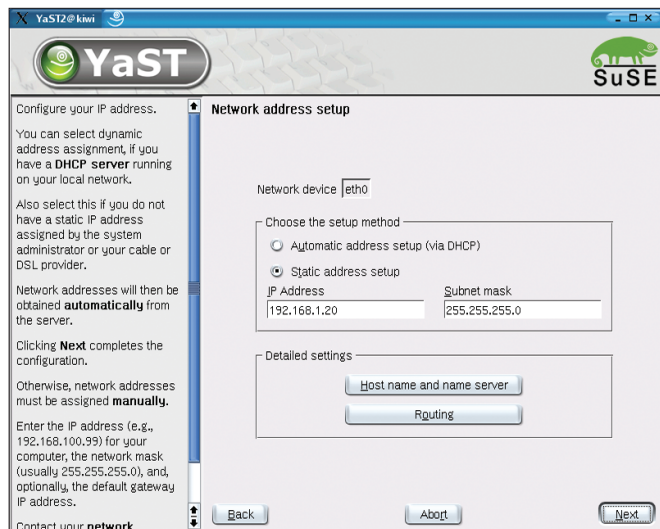 YaST2@kiwi
YaST
SuSE
Configure your IP address.
You can select dynamic
address assignment, if you
have a DHCP server running
on your local network.
Also select this if you do not
have a static IP address
assigned by the system
administrator or your cable or
DSL provider.
Network addresses will then be
obtained automatically from
the server.
Clicking Next completes the
configuration.
Otherwise, network addresses
must be assigned manually.
Enter the IP address (e.g.,
192.168.100.99) for your
computer, the network mask
(usually 255.255.255.0), and,
optionally, the default gateway
IP address.
Contact your network
Network address setup
Network device eth0
Choose the setup method
Automatic address setup (via DHCP)
Static address setup
IP Address Subnet mask
192.168.1.20 255.255.255.0
Detailed settings
Host name and name server
Routing
Back Abort Next